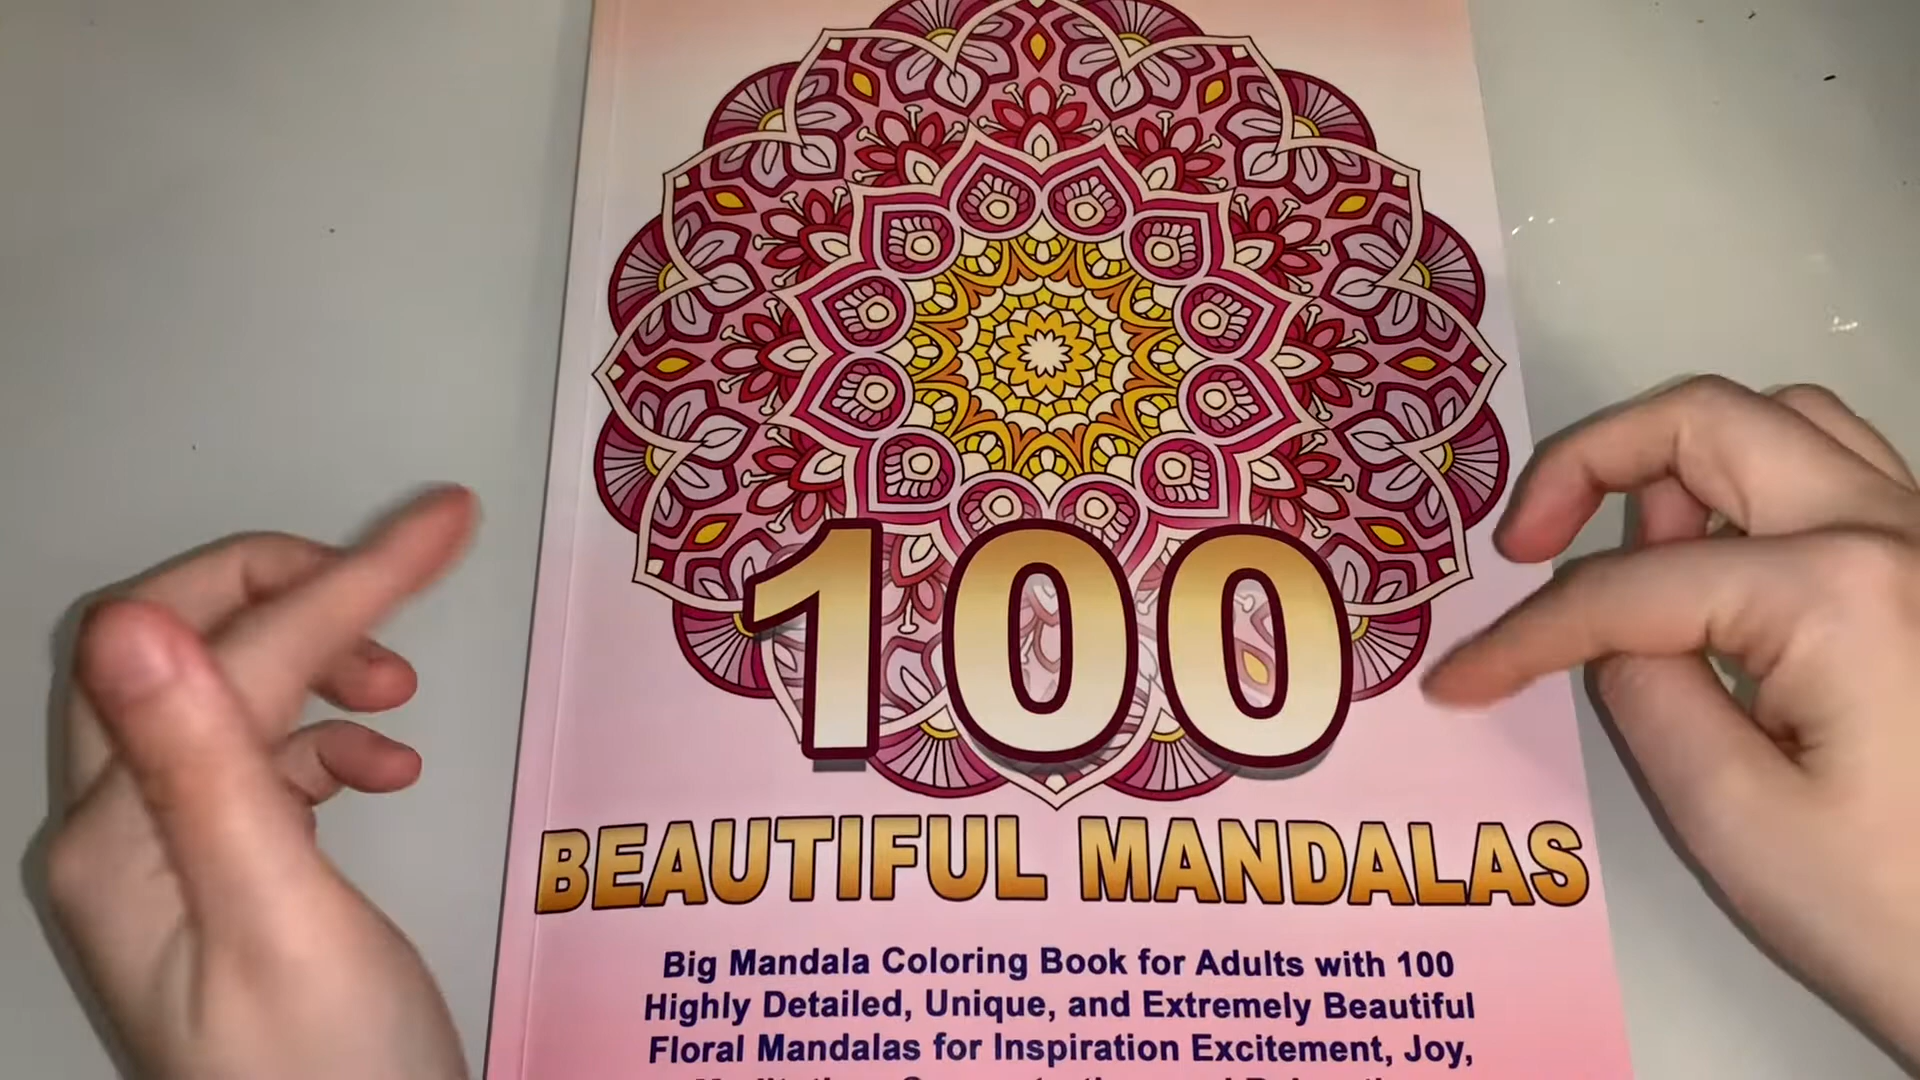 100
BEAUTIFUL MANDALAS
Big Mandala Coloring Book for Adults with 100
Highly Detailed, Unique, and Extremely Beautiful
Floral Mandalas for Inspiration Excitement, Joy,